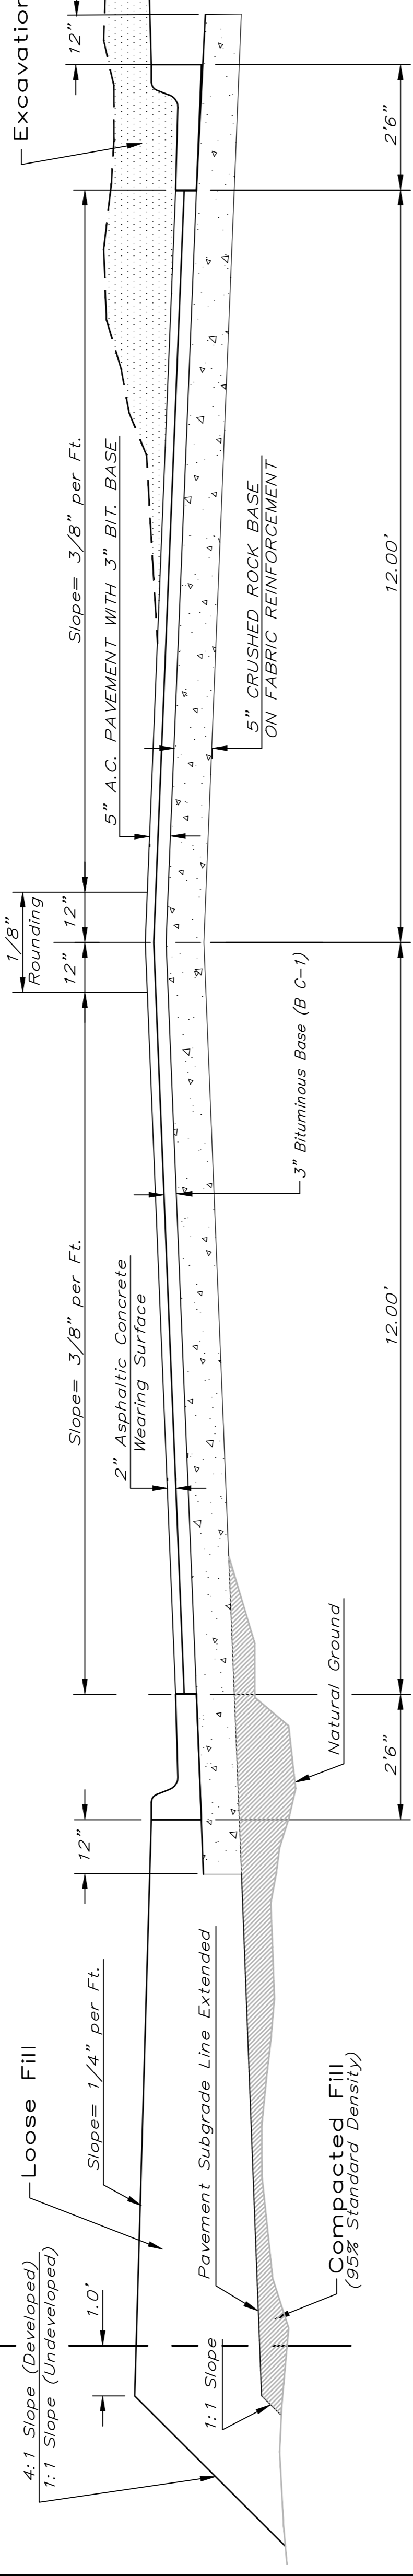 4:1 Slope (Developed)
1:1 Slope (Undeveloped)
1.0'
Loose Fill
Slope= 1/4" per Ft.
12"
1:1 Slope
Pavement Subgrade Line Extended
Compacted Fill
(95% Standard Density)
Natural Ground
2'6"
Slope= 3/8" per Ft.
2" Asphaltic Concrete
Wearing Surface
3" Bituminous Base (B C-1)
12.00'
1/8"
Rounding
12"
12"
Slope= 3/8" per Ft.
5" A.C. PAVEMENT WITH 3" BIT. BASE
5" CRUSHED ROCK BASE
ON FABRIC REINFORCEMENT
12.00'
Excavation
12"
2'6"